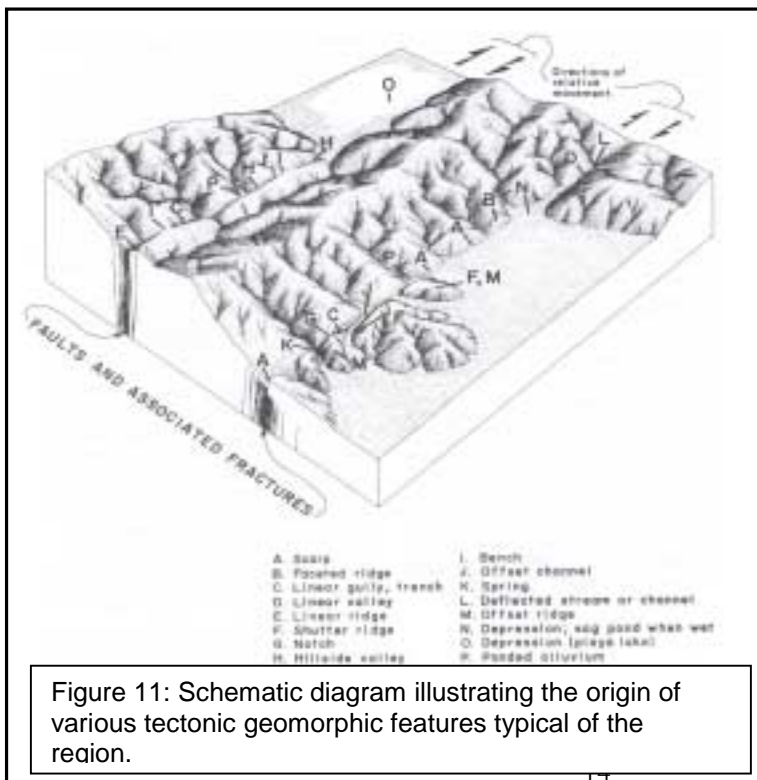 O
Directions of
relative
movement
H
L
H
P
D
N
B
C
A
E
P
A
F, M
G
C
K
M
A
FAULTS AND ASSOCIATED FRACTURES
A. Scarp
B. Faceted ridge
C. Linear gully, trench
D. Linear valley
E. Linear ridge
F. Shutter ridge
G. Notch
H. Hillside valley
I. Bench
J. Offset channel
K. Spring
L. Deflected stream or channel
M. Offset ridge
N. Depression, sag pond when wet
O. Depression (playa lake)
P. Ponded alluvium
Figure 11: Schematic diagram illustrating the origin of
various tectonic geomorphic features typical of the
region.
14